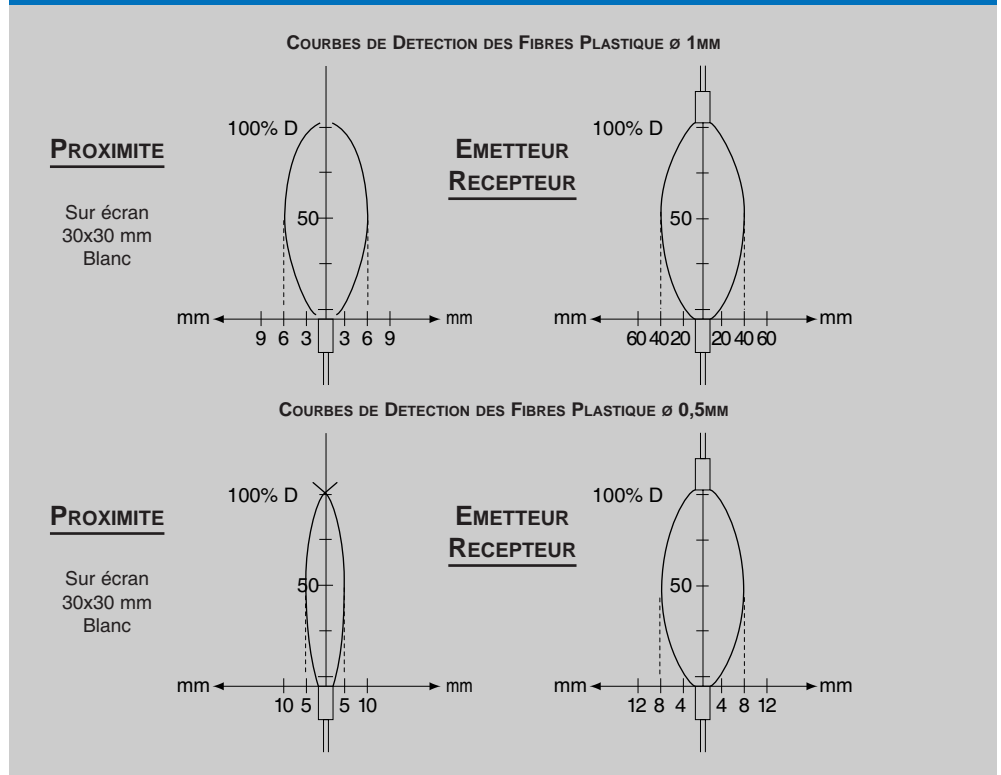 COURBES DE DETECTION DES FIBRES PLASTIQUE ø 1MM
PROXIMITE
Sur écran
30x30 mm
Blanc
100% D
50
mm
mm
9 6 3 3 6 9
EMETTEUR
RECEPTEUR
100% D
50
mm
mm
60 40 20 20 40 60
COURBES DE DETECTION DES FIBRES PLASTIQUE ø 0,5MM
PROXIMITE
Sur écran
30x30 mm
Blanc
100% D
50
mm
mm
10 5 5 10
EMETTEUR
RECEPTEUR
100% D
50
mm
mm
12 8 4 4 8 12